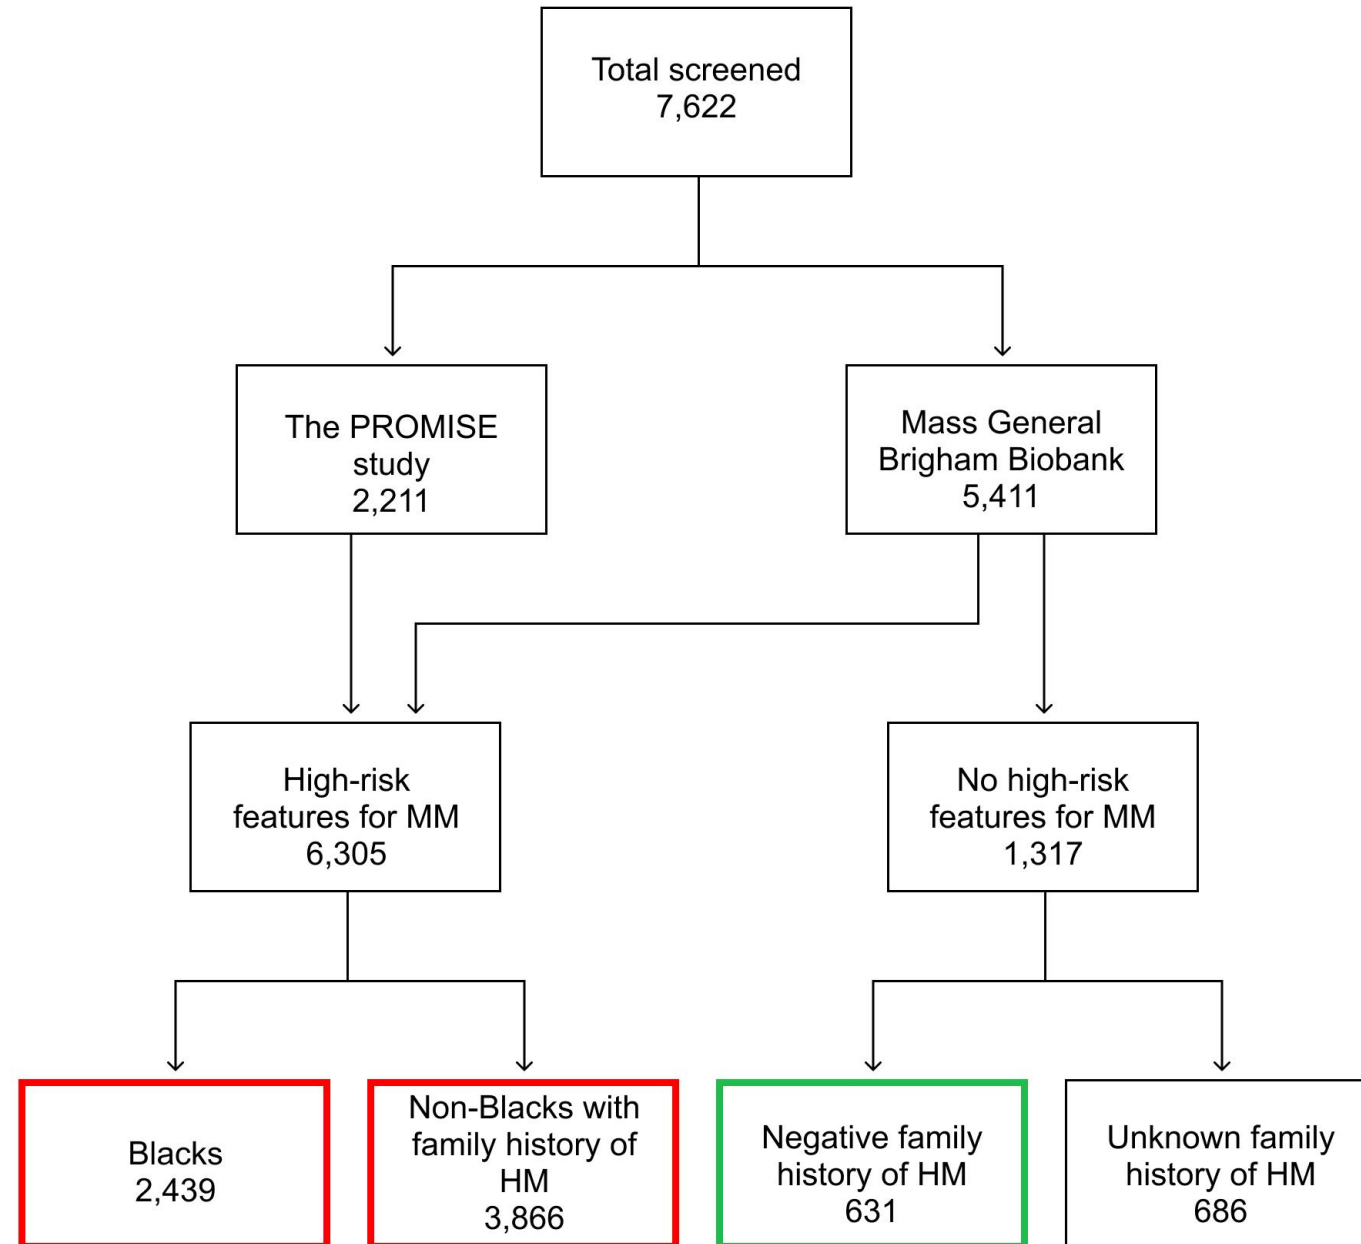 Total screened
7,622
The PROMISE
study
2,211
Mass General
Brigham Biobank
5,411
High-risk
features for MM
6,305
No high-risk
features for MM
1,317
Blacks
2,439
Non-Blacks with
family history of
HM
3,866
Negative family
history of HM
631
Unknown family
history of HM
686